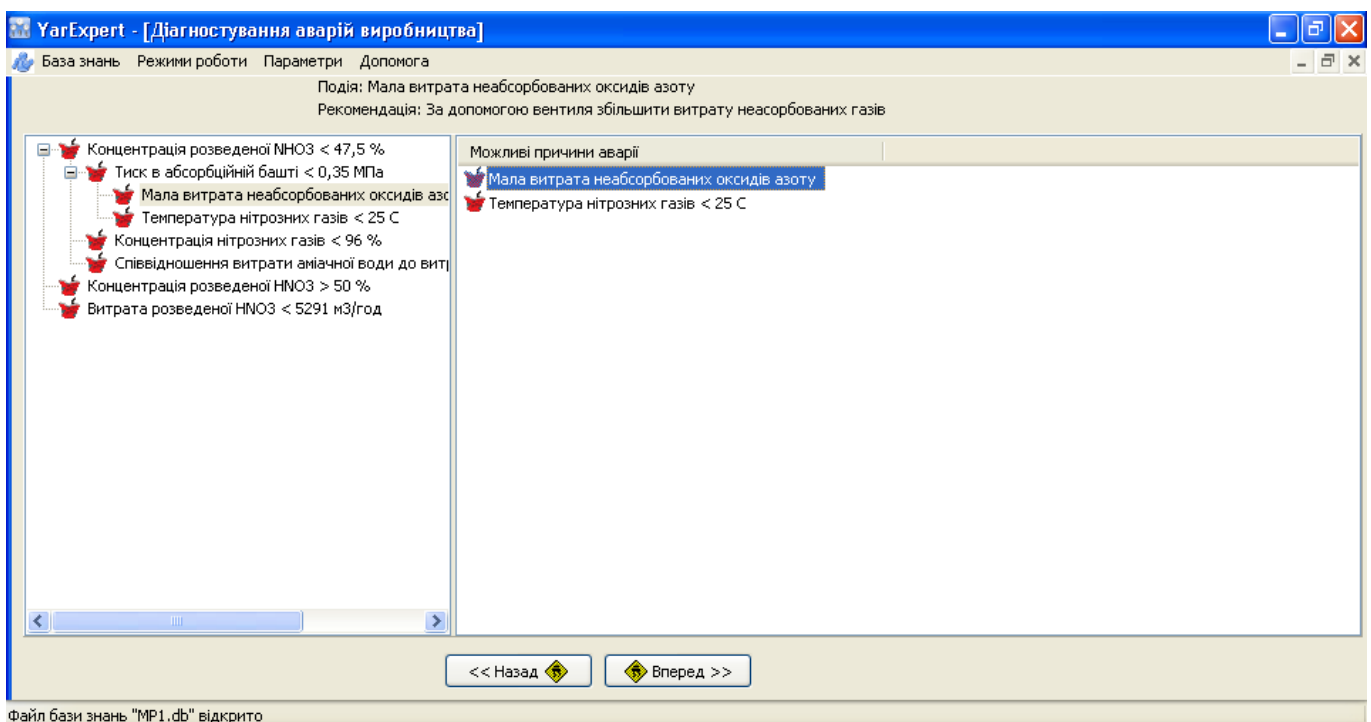 YarExpert - [Діагностування аварій виробництва]
База знань Режими роботи Параметри Допомога
Подія: Мала витрата неабсорбованих оксидів азоту
Рекомендація: За допомогою вентиля збільшити витрату неасорбованих газів
Концентрація розведеної NHO3 < 47,5 %
Тиск в абсорбційній башті < 0,35 МПа
Мала витрата неабсорбованих оксидів азо
Температура нітрозних газів < 25 С
Концентрація нітрозних газів < 96 %
Співвідношення витрати аміачної води до вит
Концентрація розведеної HNO3 > 50 %
Витрата розведеної HNO3 < 5291 м3/год
Можливі причини аварії
Мала витрата неабсорбованих оксидів азоту
Температура нітрозних газів < 25 С
<< Назад Вперед >>
Файл бази знань "MP1.db" відкрито